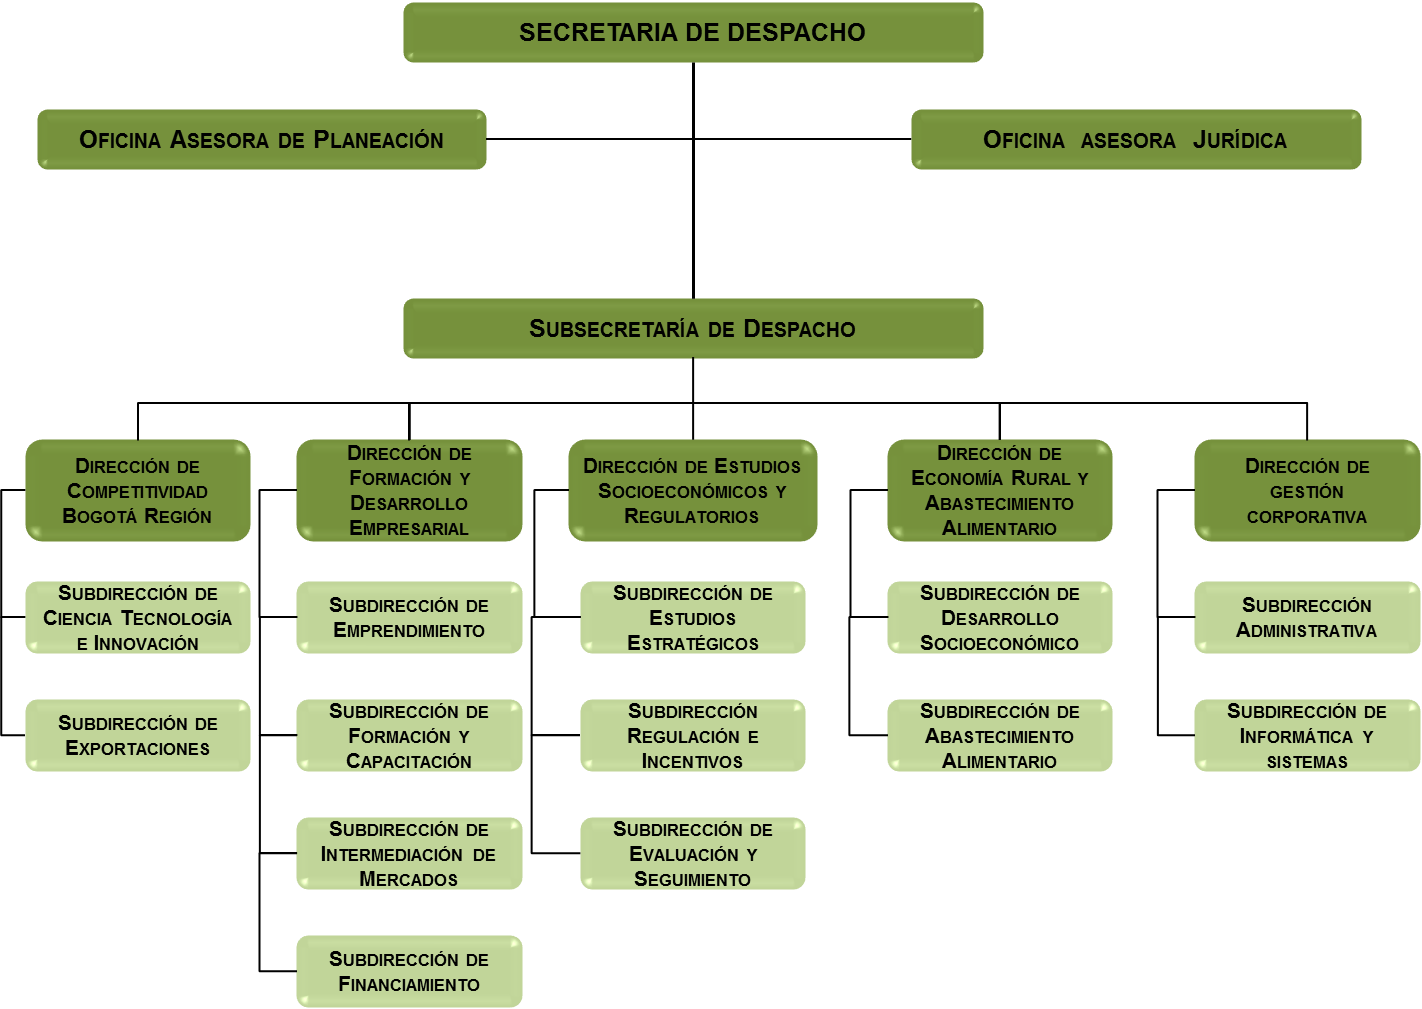 SECRETARIA DE DESPACHO
OFICINA ASESORA DE PLANEACIÓN
OFICINA ASESORA JURÍDICA
SUBSECRETARÍA DE DESPACHO
DIRECCIÓN DE
COMPETITIVIDAD
BOGOTÁ REGIÓN
SUBDIRECCIÓN DE
CIENCIA TECNOLOGÍA
E INNOVACIÓN
SUBDIRECCIÓN DE
EXPORTACIONES
DIRECCIÓN DE
FORMACIÓN Y
DESARROLLO
EMPRESARIAL
SUBDIRECCIÓN DE
EMPRENDIMIENTO
SUBDIRECCIÓN DE
FORMACIÓN Y
CAPACITACIÓN
SUBDIRECCIÓN DE
INTERMEDIACIÓN DE
MERCADOS
SUBDIRECCIÓN DE
FINANCIAMIENTO
DIRECCIÓN DE ESTUDIOS
SOCIOECONÓMICOS Y
REGULATORIOS
SUBDIRECCIÓN DE
ESTUDIOS
ESTRATÉGICOS
SUBDIRECCIÓN
REGULACIÓN E
INCENTIVOS
SUBDIRECCIÓN DE
EVALUACIÓN Y
SEGUIMIENTO
DIRECCIÓN DE
ECONOMÍA RURAL Y
ABASTECIMIENTO
ALIMENTARIO
SUBDIRECCIÓN DE
DESARROLLO
SOCIOECONÓMICO
SUBDIRECCIÓN DE
ABASTECIMIENTO
ALIMENTARIO
DIRECCIÓN DE
GESTIÓN
CORPORATIVA
SUBDIRECCIÓN
ADMINISTRATIVA
SUBDIRECCIÓN DE
INFORMÁTICA Y
SISTEMAS